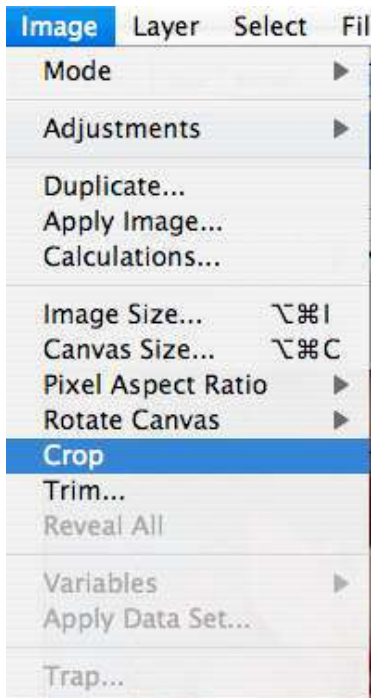 Image Layer Select Fil
Mode ▶
Adjustments ▶
Duplicate...
Apply Image...
Calculations...
Image Size... ⌥⌘I
Canvas Size... ⌥⌘C
Pixel Aspect Ratio ▶
Rotate Canvas ▶
Crop
Trim...
Reveal All
Variables ▶
Apply Data Set...
Trap...